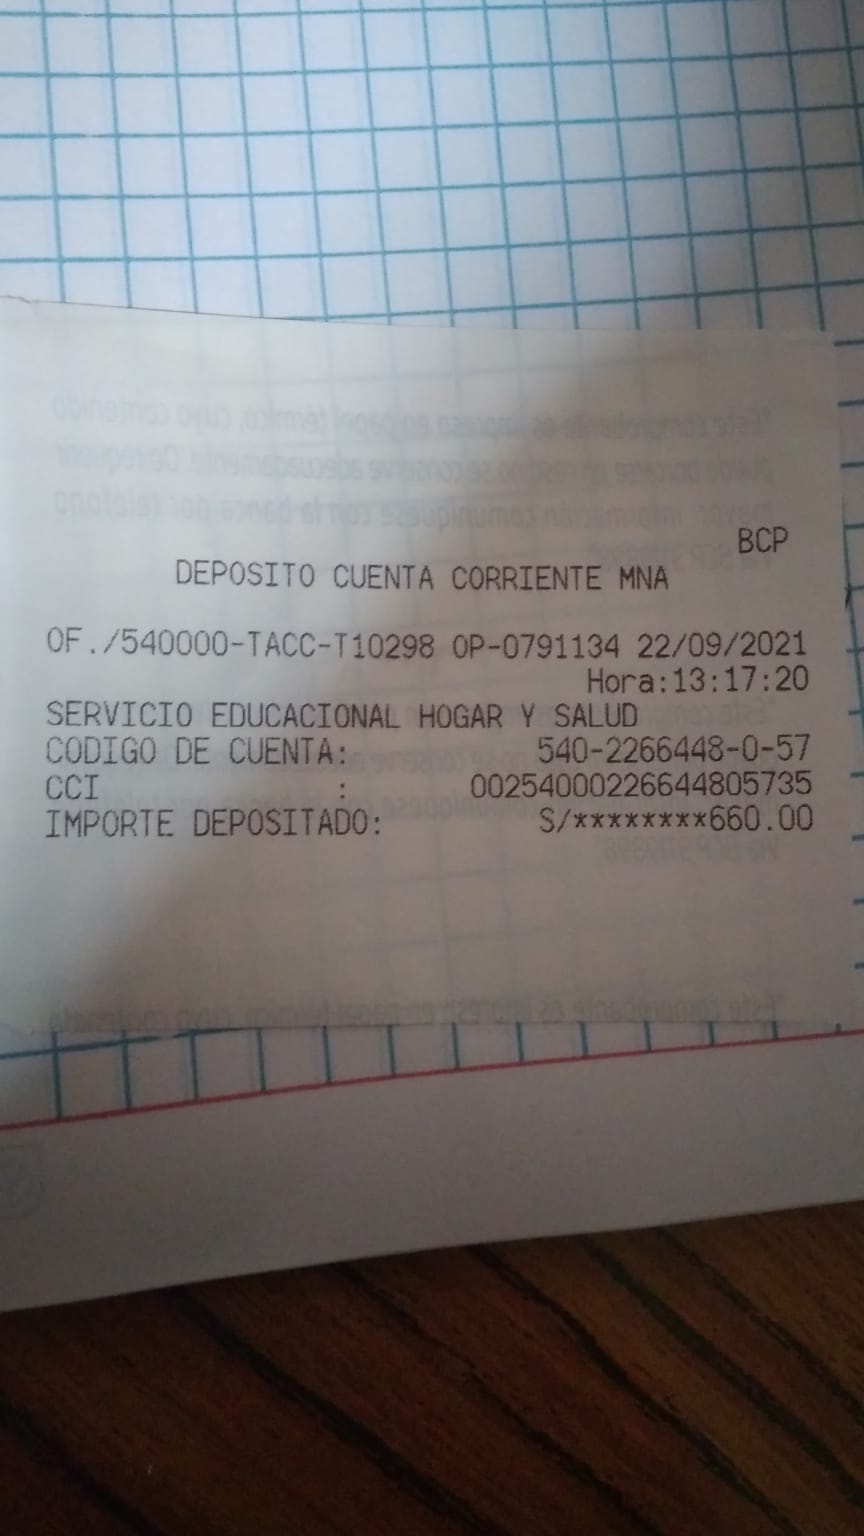 BCP
DEPOSITO CUENTA CORRIENTE MNA
OF./540000-TACC-T10298 OP-0791134 22/09/2021
Hora:13:17:20
SERVICIO EDUCACIONAL HOGAR Y SALUD
CODIGO DE CUENTA: 540-2266448-0-57
CCI : 00254000226644805735
IMPORTE DEPOSITADO: S/********660.00